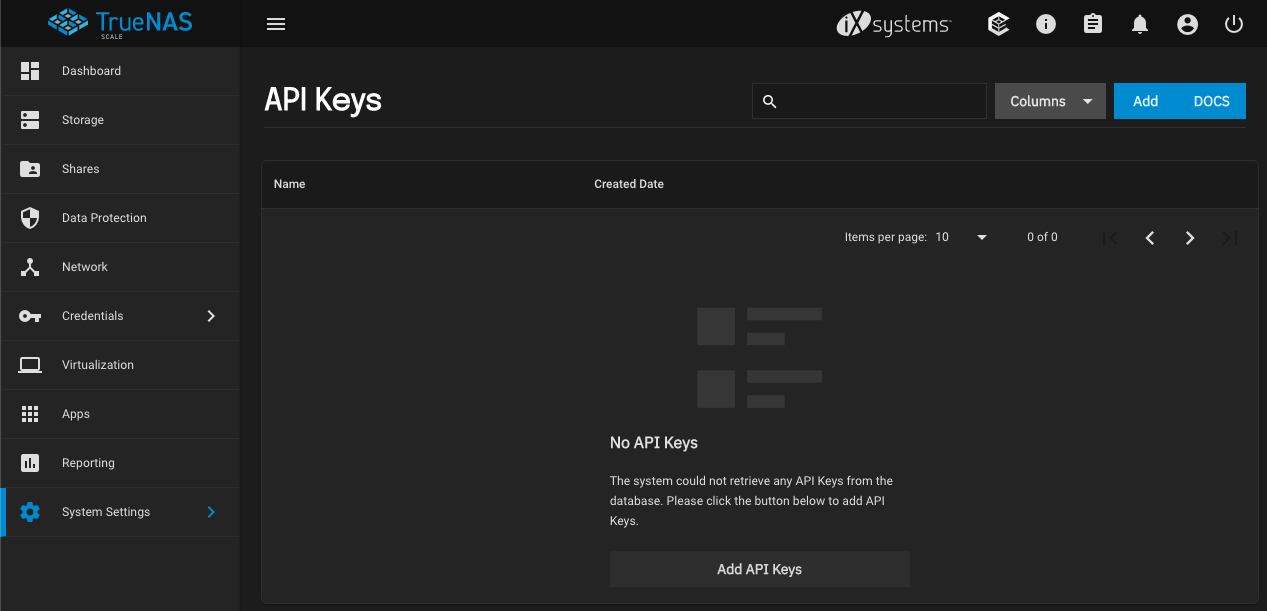 TrueNAS
SCALE
iXsystems
Dashboard
Storage
Shares
Data Protection
Network
Credentials
Virtualization
Apps
Reporting
System Settings
API Keys
Columns
Add
DOCS
Name
Created Date
Items per page: 10
0 of 0
No API Keys
The system could not retrieve any API Keys from the
database. Please click the button below to add API
Keys.
Add API Keys